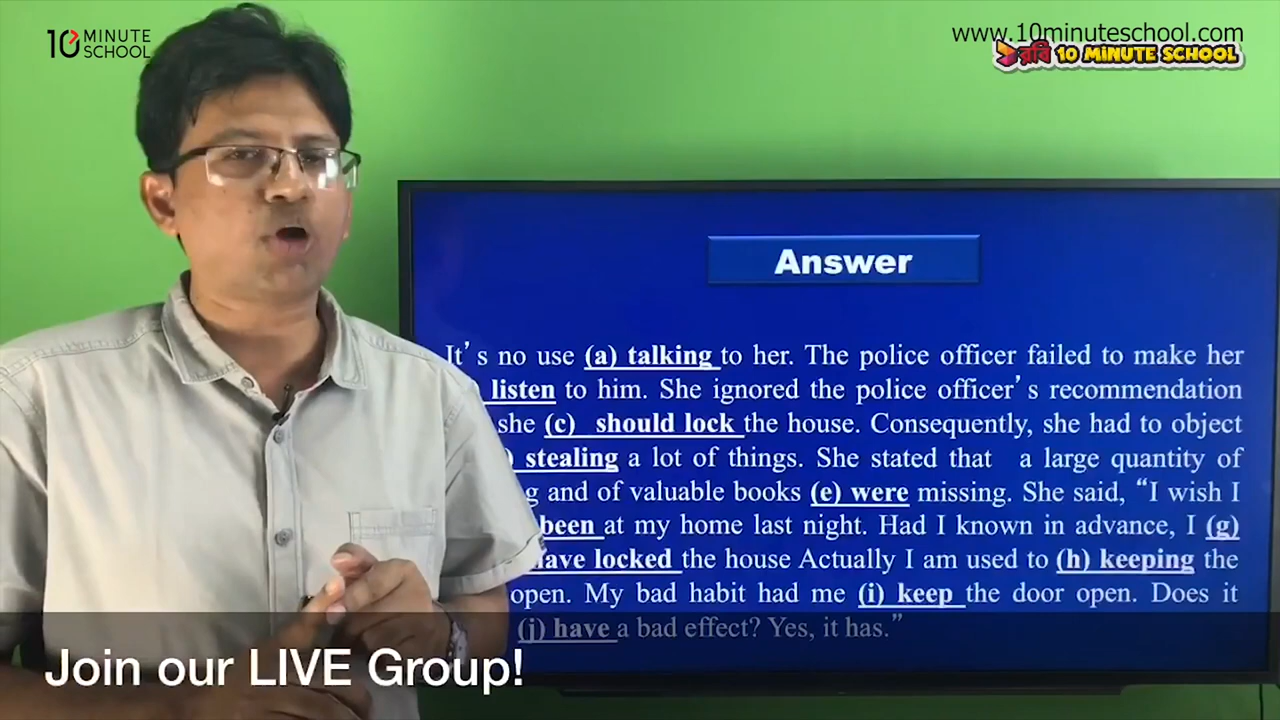 10 MINUTE SCHOOL
www.10minuteschool.com
রবি 10 MiNUTE SCHOOL
Answer
It's no use (a) talking to her. The police officer failed to make her
listen to him. She ignored the police officer's recommendation
she (c) should lock the house. Consequently, she had to object
) stealing a lot of things. She stated that a large quantity of
g and of valuable books (e) were missing. She said, “I wish I
been at my home last night. Had I known in advance, I (g)
have locked the house Actually I am used to (h) keeping the
open. My bad habit had me (i) keep the door open. Does it
(j) have a bad effect? Yes, it has.”
Join our LIVE Group!